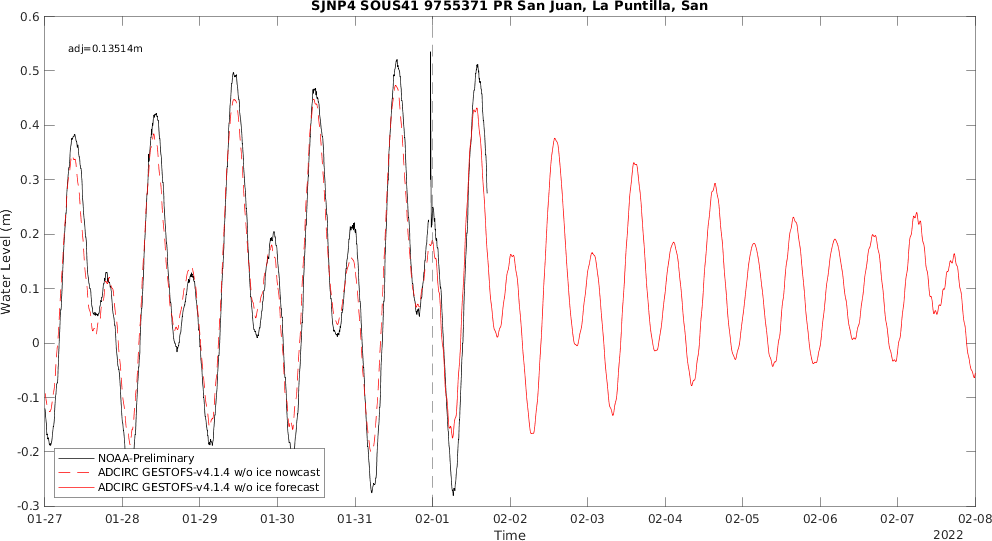 SJNP4 SOUS41 9755371 PR San Juan, La Puntilla, San
adj=0.13514m
Water Level (m)
0.6
0.5
0.4
0.3
0.2
0.1
0
-0.1
-0.2
-0.3
NOAA-Preliminary
ADCIRC GESTOFS-v4.1.4 w/o ice nowcast
ADCIRC GESTOFS-v4.1.4 w/o ice forecast
01-27 01-28 01-29 01-30 01-31 02-01 02-02 02-03 02-04 02-05 02-06 02-07 02-08
Time
2022